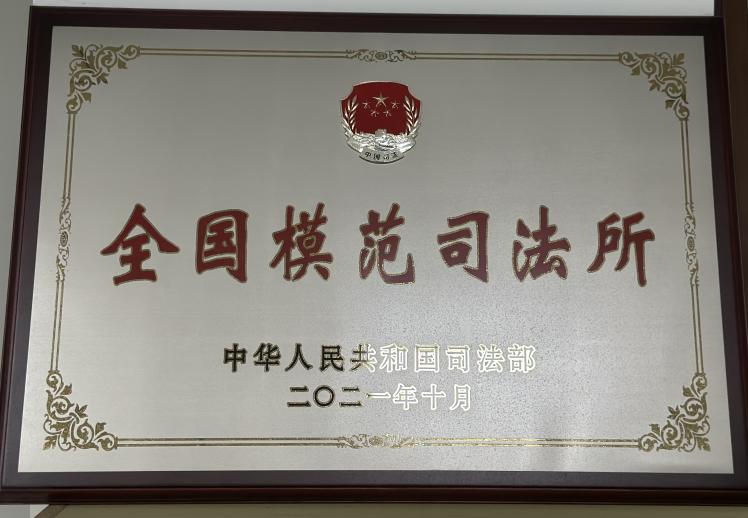 中国司法
全国模范司法所
中华人民共和国司法部
二〇二一年十月